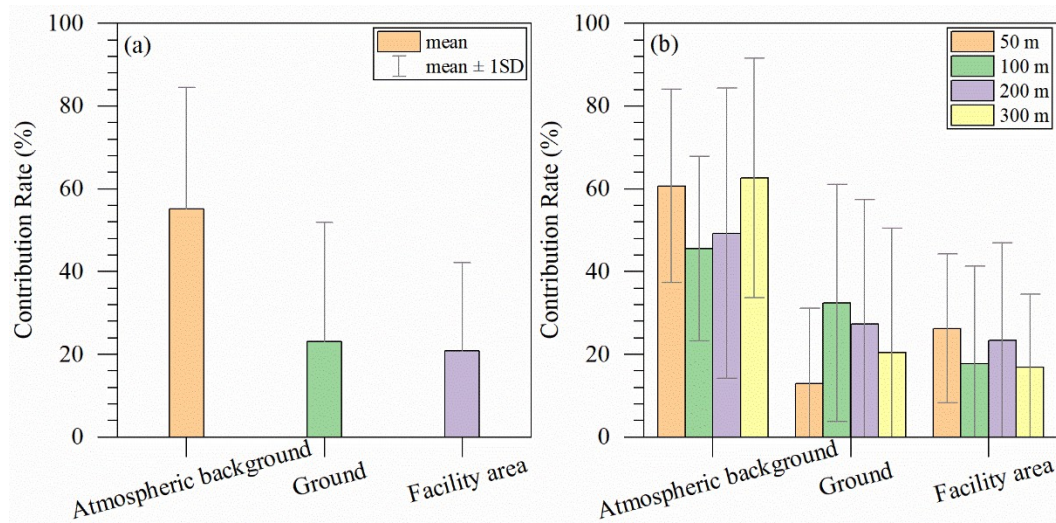 (a)
mean
mean ± 1SD
Contribution Rate (%)
100
80
60
40
20
0
Atmospheric background
Ground
Facility area
(b)
50 m
100 m
200 m
300 m
Contribution Rate (%)
100
80
60
40
20
0
Atmospheric background
Ground
Facility area